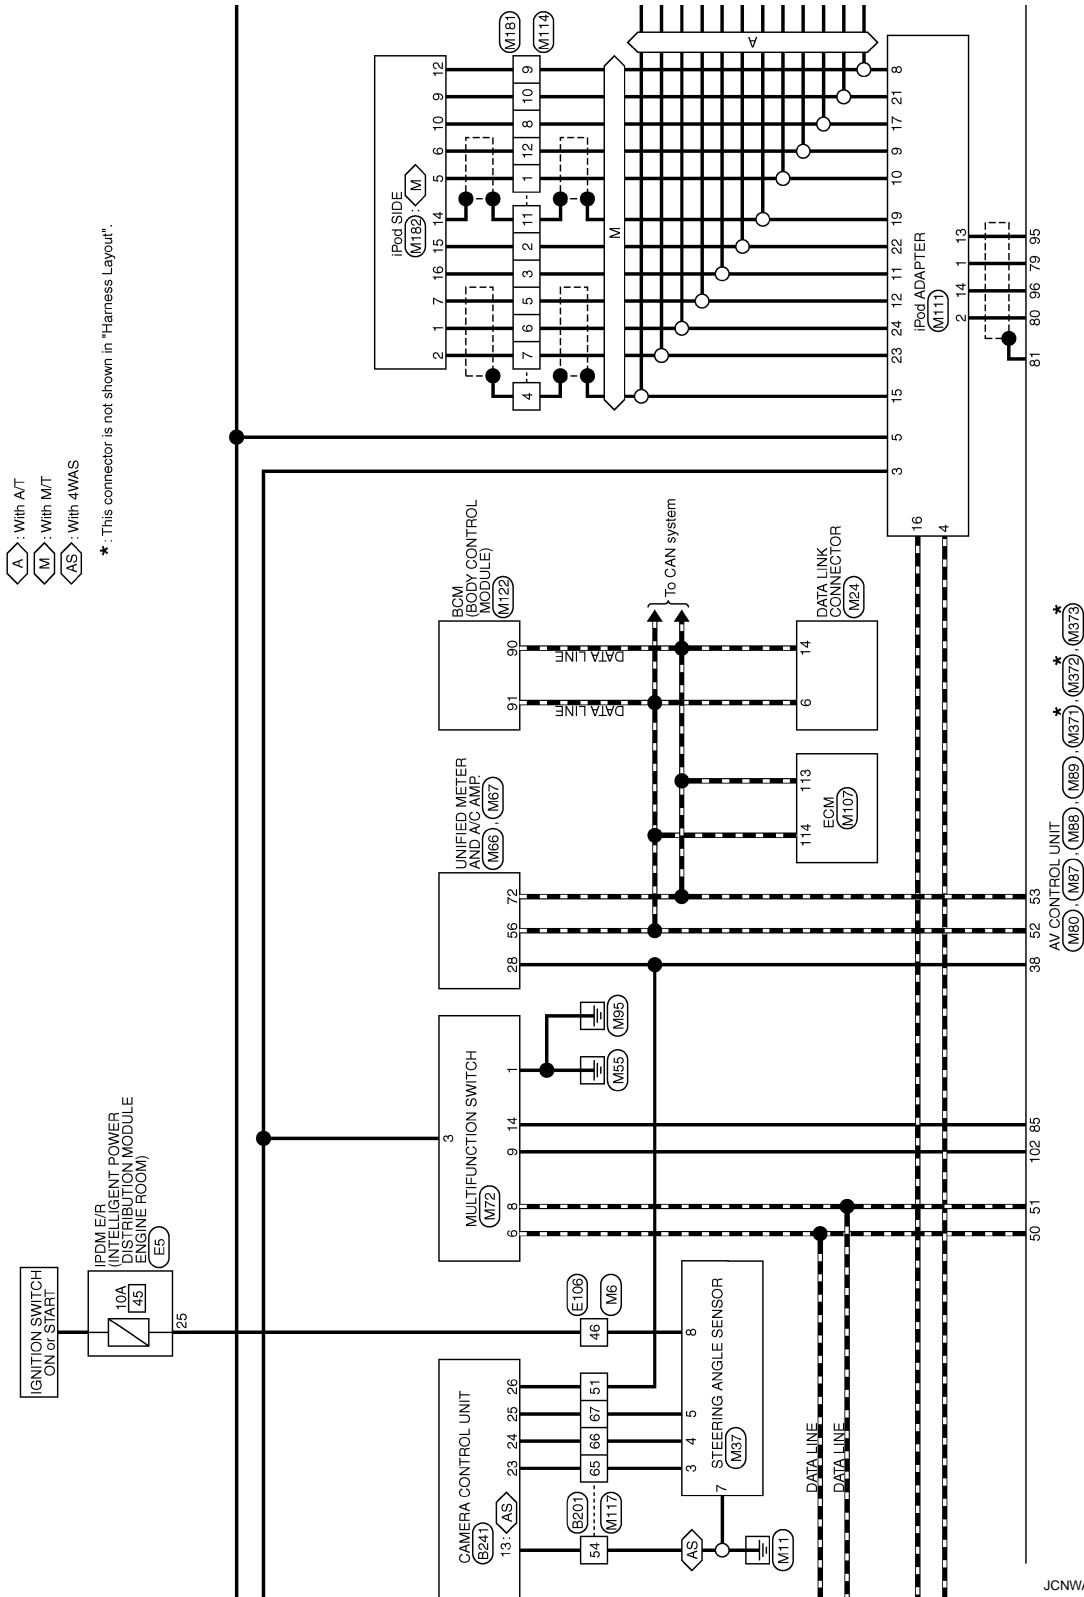 A : With A/T
M : With M/T
AS : With 4WAS
* : This connector is not shown in "Harness Layout".
IGNITION SWITCH
ON or START
IPDM E/R
(INTELLIGENT POWER
DISTRIBUTION MODULE
ENGINE ROOM)
E5
10A
45
25
CAMERA CONTROL UNIT
B241
13: AS
23 24 25 26
B201
M117
54 65 66 67 51
E106
M6
46
STEERING ANGLE SENSOR
M37
7 3 4 5 8
AS
M11
DATA LINE
DATA LINE
MULTIFUNCTION SWITCH
M72
3
6 8 9 14 1
M55
M95
UNIFIED METER
AND A/C AMP.
M66 , M67
28 56 72
ECM
M107
114 113
BCM
(BODY CONTROL
MODULE)
M122
91 90
DATA LINE
DATA LINE
To CAN system
DATA LINK
CONNECTOR
M24
6 14
iPod SIDE
M182 : M
2 1 7 16 15 14 5 6 10 9 12
4 7 6 5 3 2 11 1 12 8 10 9
M181
M114
M
A
iPod ADAPTER
M111
3 5 15 23 24 12 11 22 19 10 9 17 21 8
16 4
2 14 1 13
50 51 102 85 38 52 53 81 80 96 79 95
AV CONTROL UNIT
M80 , M87 , M88 , M89 , *M371 , *M372 , *M373
JCNW